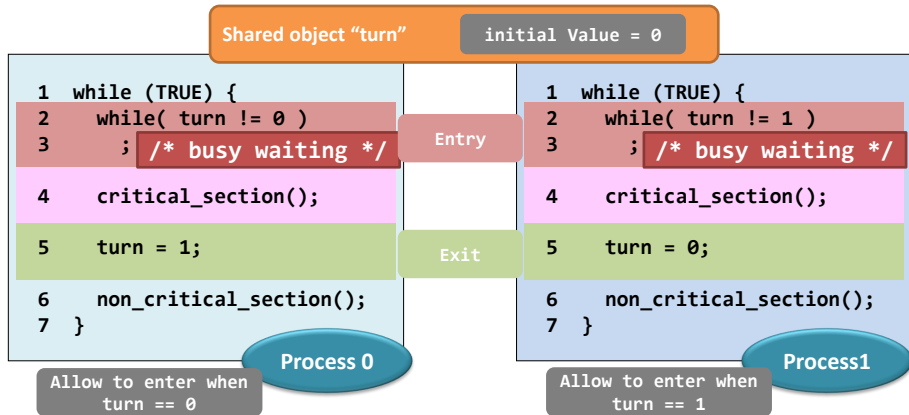 Shared object “turn”
initial Value = 0
1 while (TRUE) {
2 while( turn != 0 )
3 ; /* busy waiting */
4 critical_section();
5 turn = 1;
6 non_critical_section();
7 }
Process 0
Allow to enter when
turn == 0
Entry
Exit
1 while (TRUE) {
2 while( turn != 1 )
3 ; /* busy waiting */
4 critical_section();
5 turn = 0;
6 non_critical_section();
7 }
Process1
Allow to enter when
turn == 1